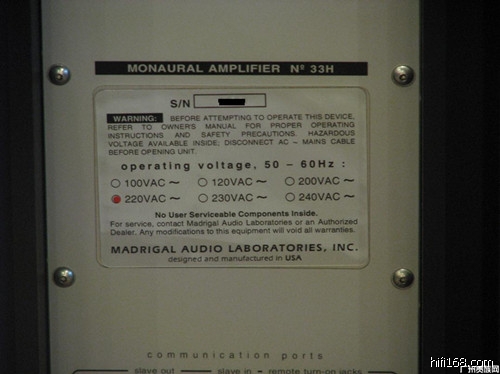 MONAURAL AMPLIFIER Nº 33H
S/N
WARNING: BEFORE ATTEMPTING TO OPERATE THIS DEVICE,
REFER TO OWNER'S MANUAL FOR PROPER OPERATING
INSTRUCTIONS AND SAFETY PRECAUTIONS. HAZARDOUS
VOLTAGE AVAILABLE INSIDE; DISCONNECT AC ~ MAINS CABLE
BEFORE OPENING UNIT.
operating voltage, 50 – 60Hz :
100VAC ~ 120VAC ~ 200VAC ~
220VAC ~ 230VAC ~ 240VAC ~
No User Serviceable Components Inside.
For service, contact Madrigal Audio Laboratories or an Authorized
Dealer. Any modifications to this equipment will void all warranties.
MADRIGAL AUDIO LABORATORIES, INC.
designed and manufactured in USA
communication ports
slave out slave in remote turn-on jacks
hifi168.com